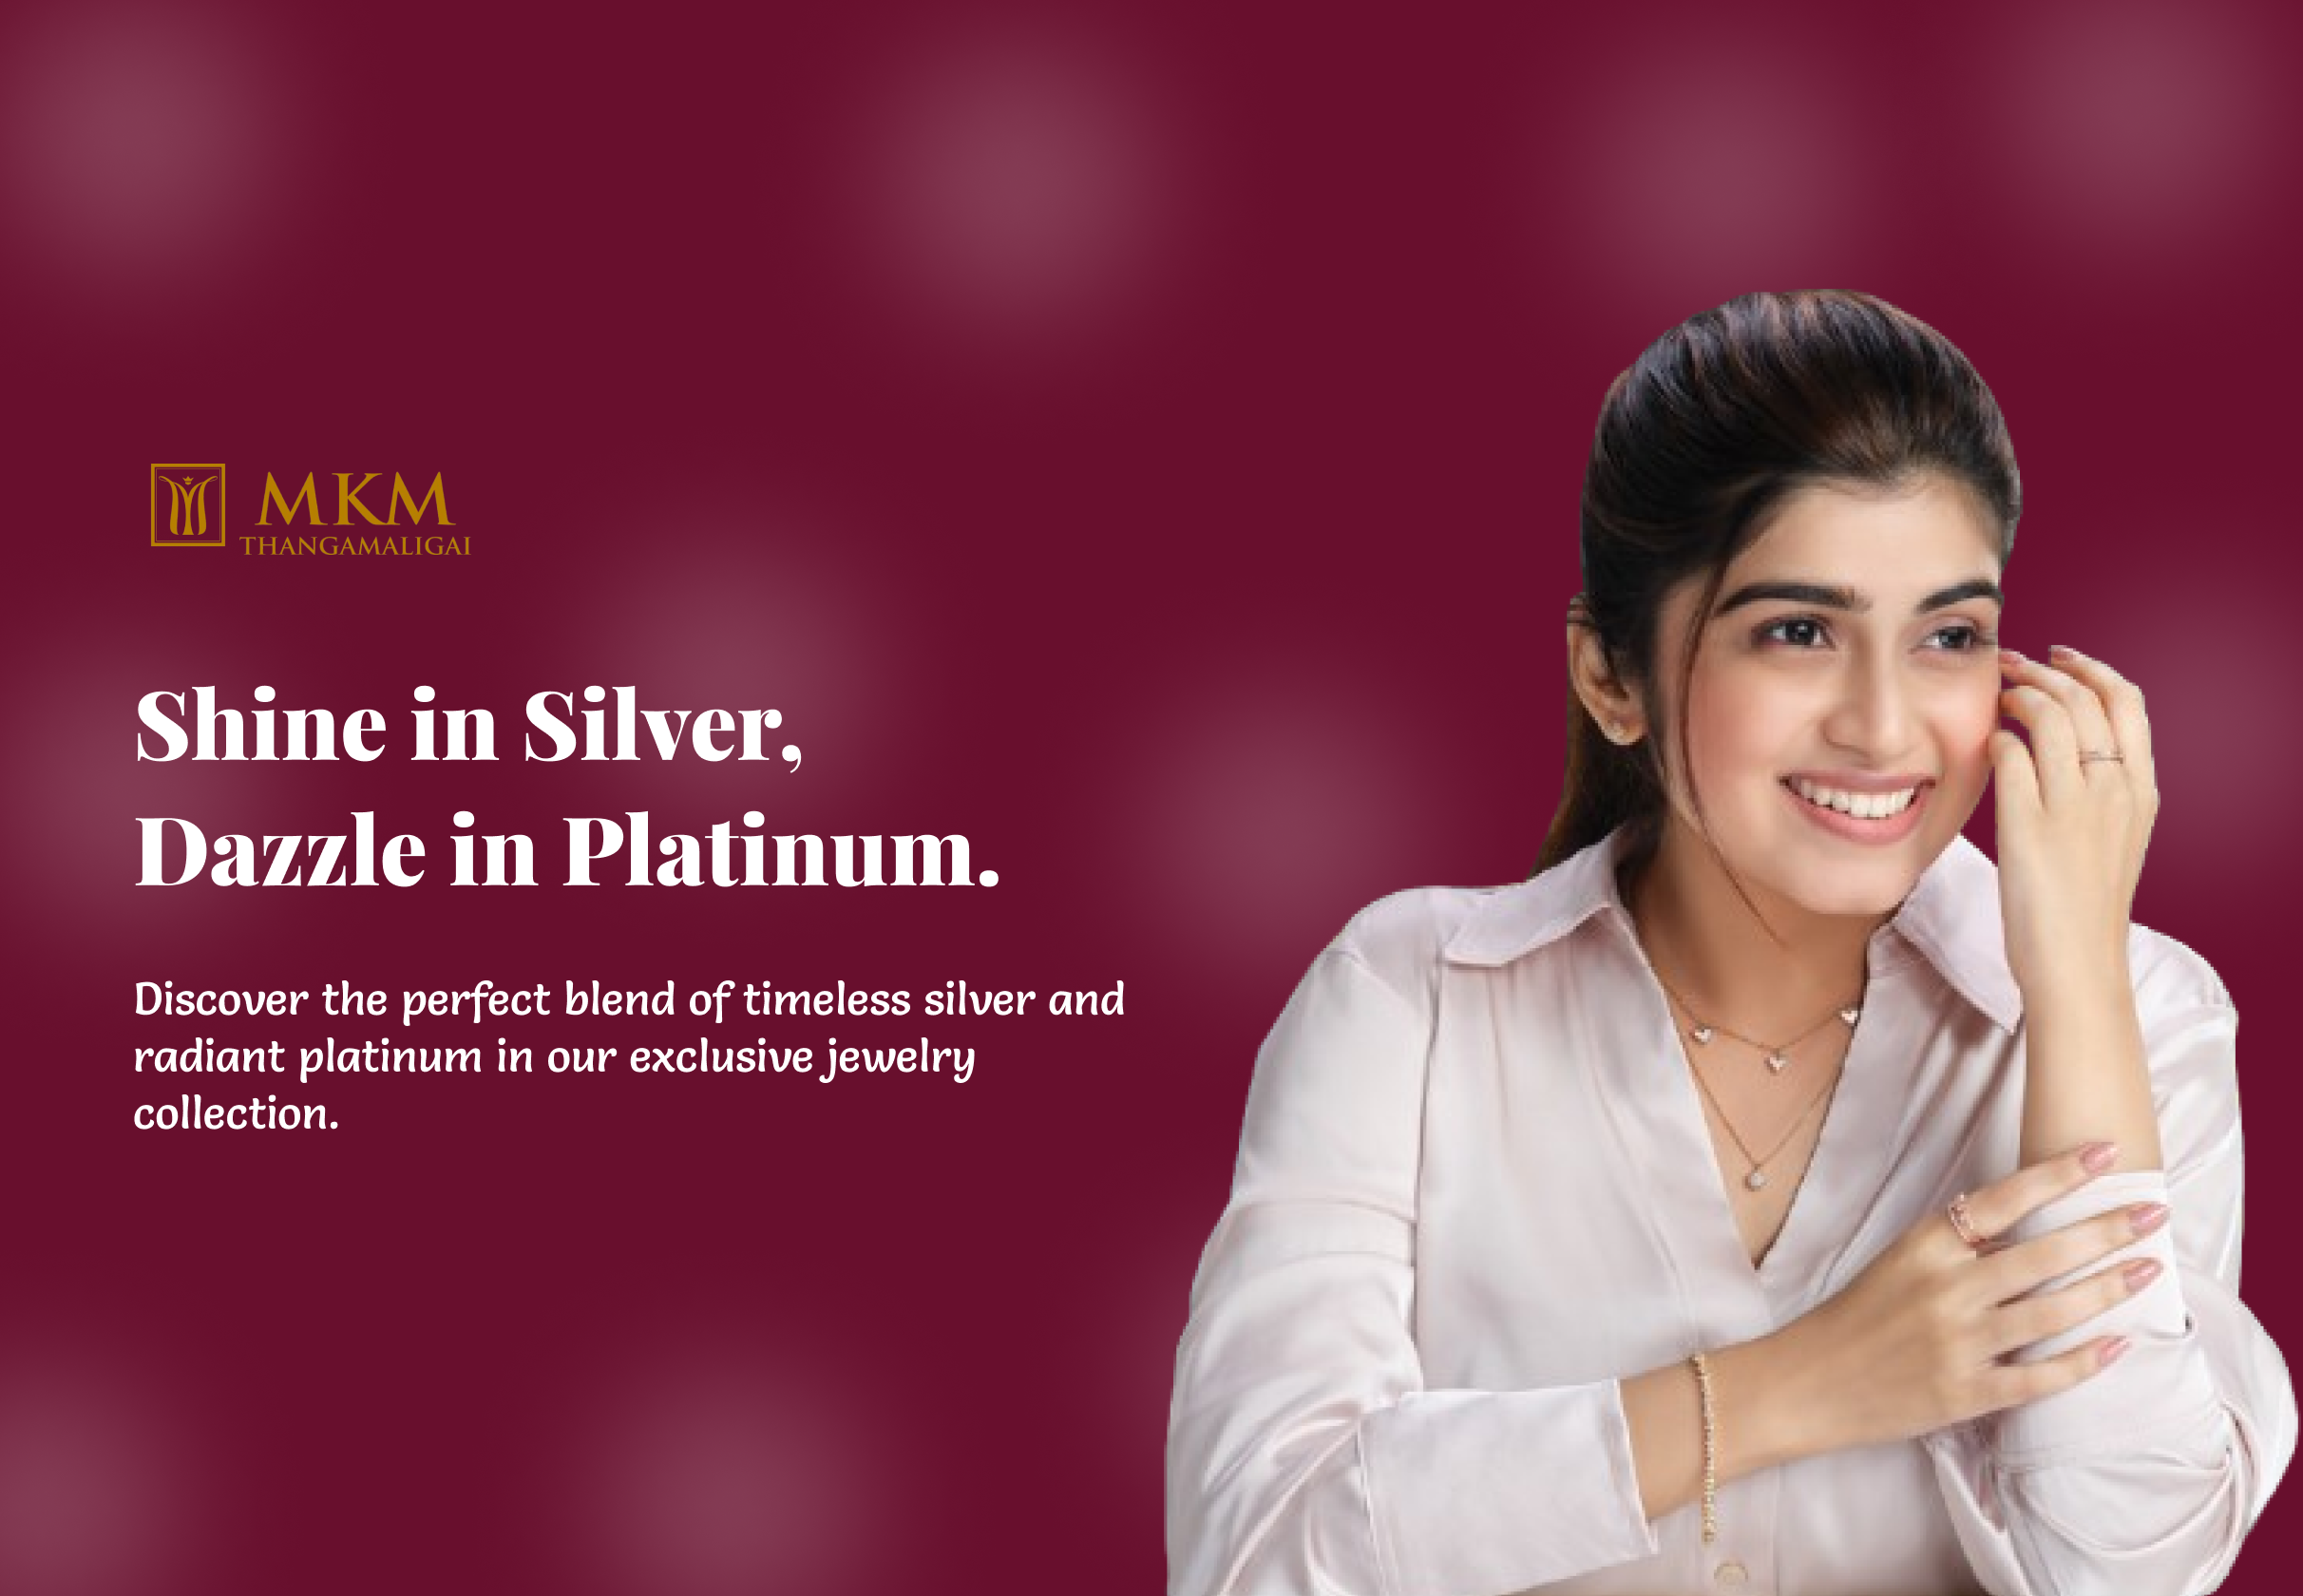 MKM
THANGAMALIGAI
Shine in Silver,
Dazzle in Platinum.
Discover the perfect blend of timeless silver and
radiant platinum in our exclusive jewelry
collection.